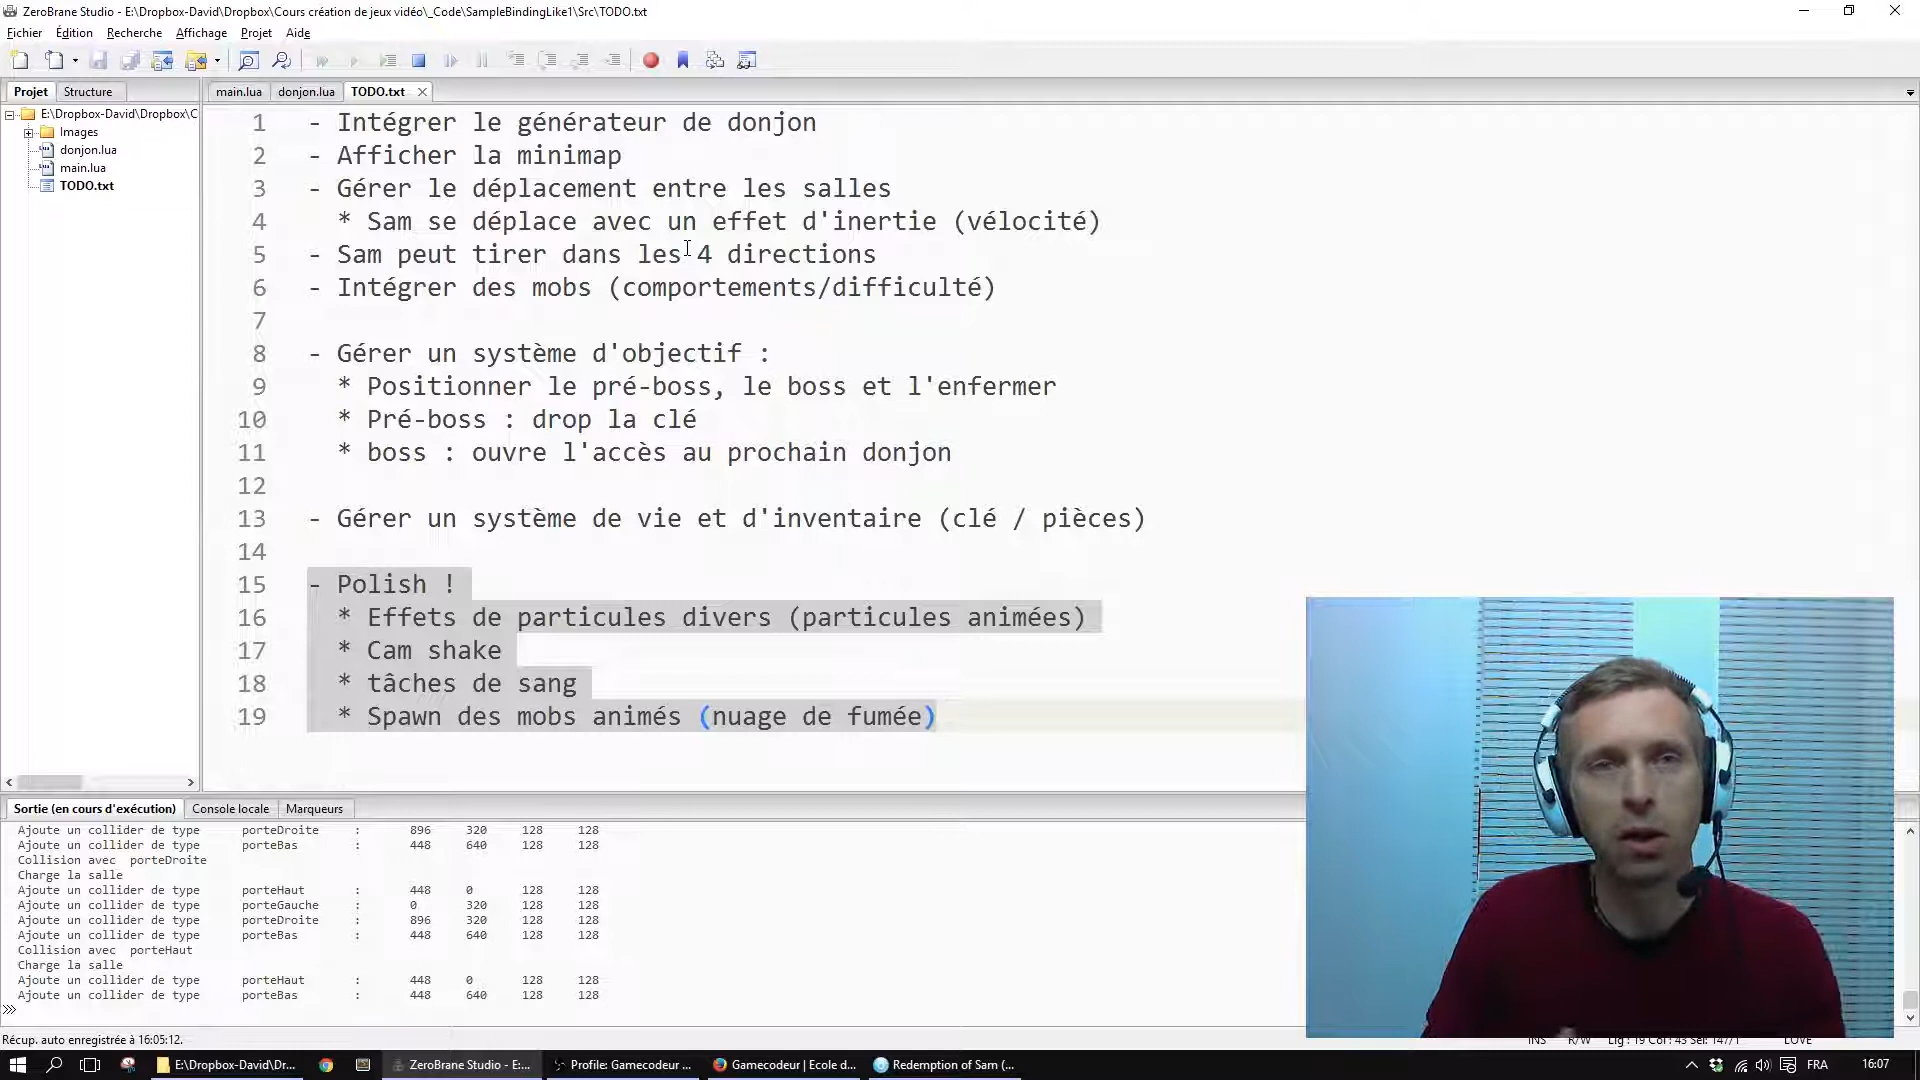 ZeroBrane Studio - E:\Dropbox-David\Dropbox\Cours création de jeux vidéo\_Code\SampleBindingLike1\Src\TODO.txt
Fichier Édition Recherche Affichage Projet Aide
Projet Structure
main.lua donjon.lua TODO.txt
E:\Dropbox-David\Dropbox\C
Images
donjon.lua
main.lua
TODO.txt
1 - Intégrer le générateur de donjon
2 - Afficher la minimap
3 - Gérer le déplacement entre les salles
4 * Sam se déplace avec un effet d'inertie (vélocité)
5 - Sam peut tirer dans les 4 directions
6 - Intégrer des mobs (comportements/difficulté)
7
8 - Gérer un système d'objectif :
9 * Positionner le pré-boss, le boss et l'enfermer
10 * Pré-boss : drop la clé
11 * boss : ouvre l'accès au prochain donjon
12
13 - Gérer un système de vie et d'inventaire (clé / pièces)
14
15 - Polish !
16 * Effets de particules divers (particules animées)
17 * Cam shake
18 * tâches de sang
19 * Spawn des mobs animés (nuage de fumée)
Sortie (en cours d'exécution) Console locale Marqueurs
Ajoute un collider de type porteDroite : 896 320 128 128
Ajoute un collider de type porteBas : 448 640 128 128
Collision avec porteDroite
Charge la salle
Ajoute un collider de type porteHaut : 448 0 128 128
Ajoute un collider de type porteGauche : 0 320 128 128
Ajoute un collider de type porteDroite : 896 320 128 128
Ajoute un collider de type porteBas : 448 640 128 128
Collision avec porteHaut
Charge la salle
Ajoute un collider de type porteHaut : 448 0 128 128
Ajoute un collider de type porteBas : 448 640 128 128
Récup. auto enregistrée à 16:05:12. INS R/W Lig : 19 Col : 43 Sel: 147/1 LOVE
E:\Dropbox-David\Dr... ZeroBrane Studio - E:... Profile: Gamecodeur ... Gamecodeur | Ecole d... Redemption of Sam (... FRA 16:07